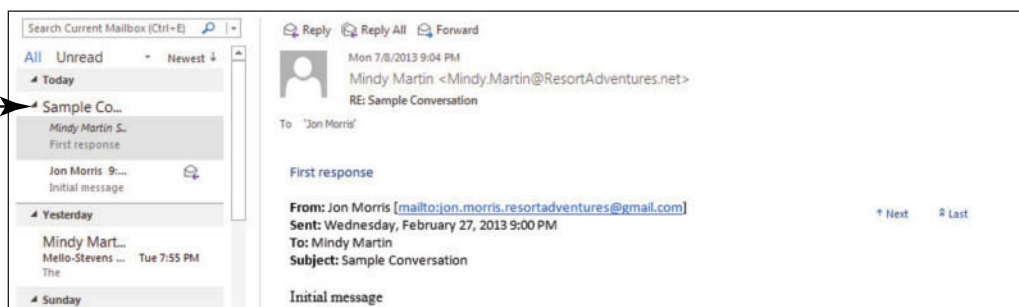 Search Current Mailbox (Ctrl+E)
All Unread Newest ↓
Today
Sample Co...
Mindy Martin S..
First response
Jon Morris 9:...
Initial message
Yesterday
Mindy Mart...
Mello-Stevens ... Tue 7:55 PM
The
Sunday
Reply Reply All Forward
Mon 7/8/2013 9:04 PM
Mindy Martin <Mindy.Martin@ResortAdventures.net>
RE: Sample Conversation
To 'Jon Morris'
First response
From: Jon Morris [mailto:jon.morris.resortadventures@gmail.com]
Sent: Wednesday, February 27, 2013 9:00 PM
To: Mindy Martin
Subject: Sample Conversation
Next Last
Initial message